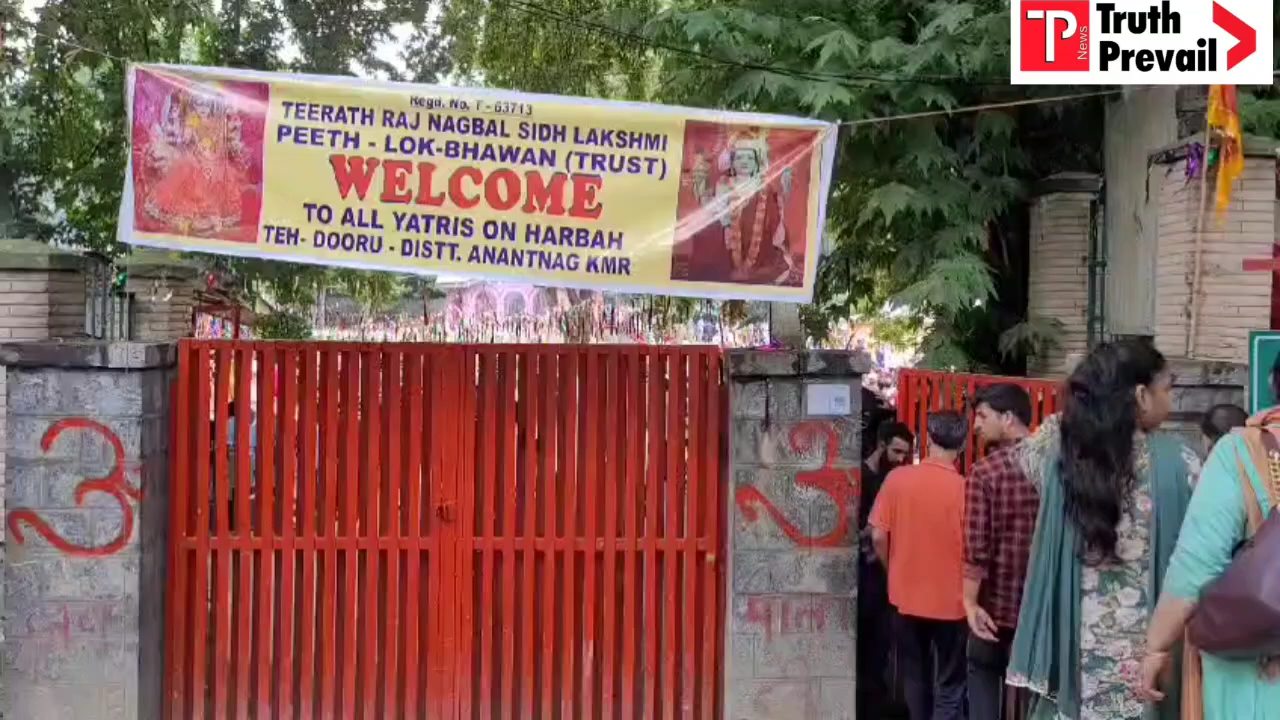 TP News Truth
Prevail
Regd. No. T - 63713
TEERATH RAJ NAGBAL SIDH LAKSHMI
PEETH - LOK-BHAWAN (TRUST)
WELCOME
TO ALL YATRIS ON HARBAH
TEH- DOORU - DISTT. ANANTNAG KMR